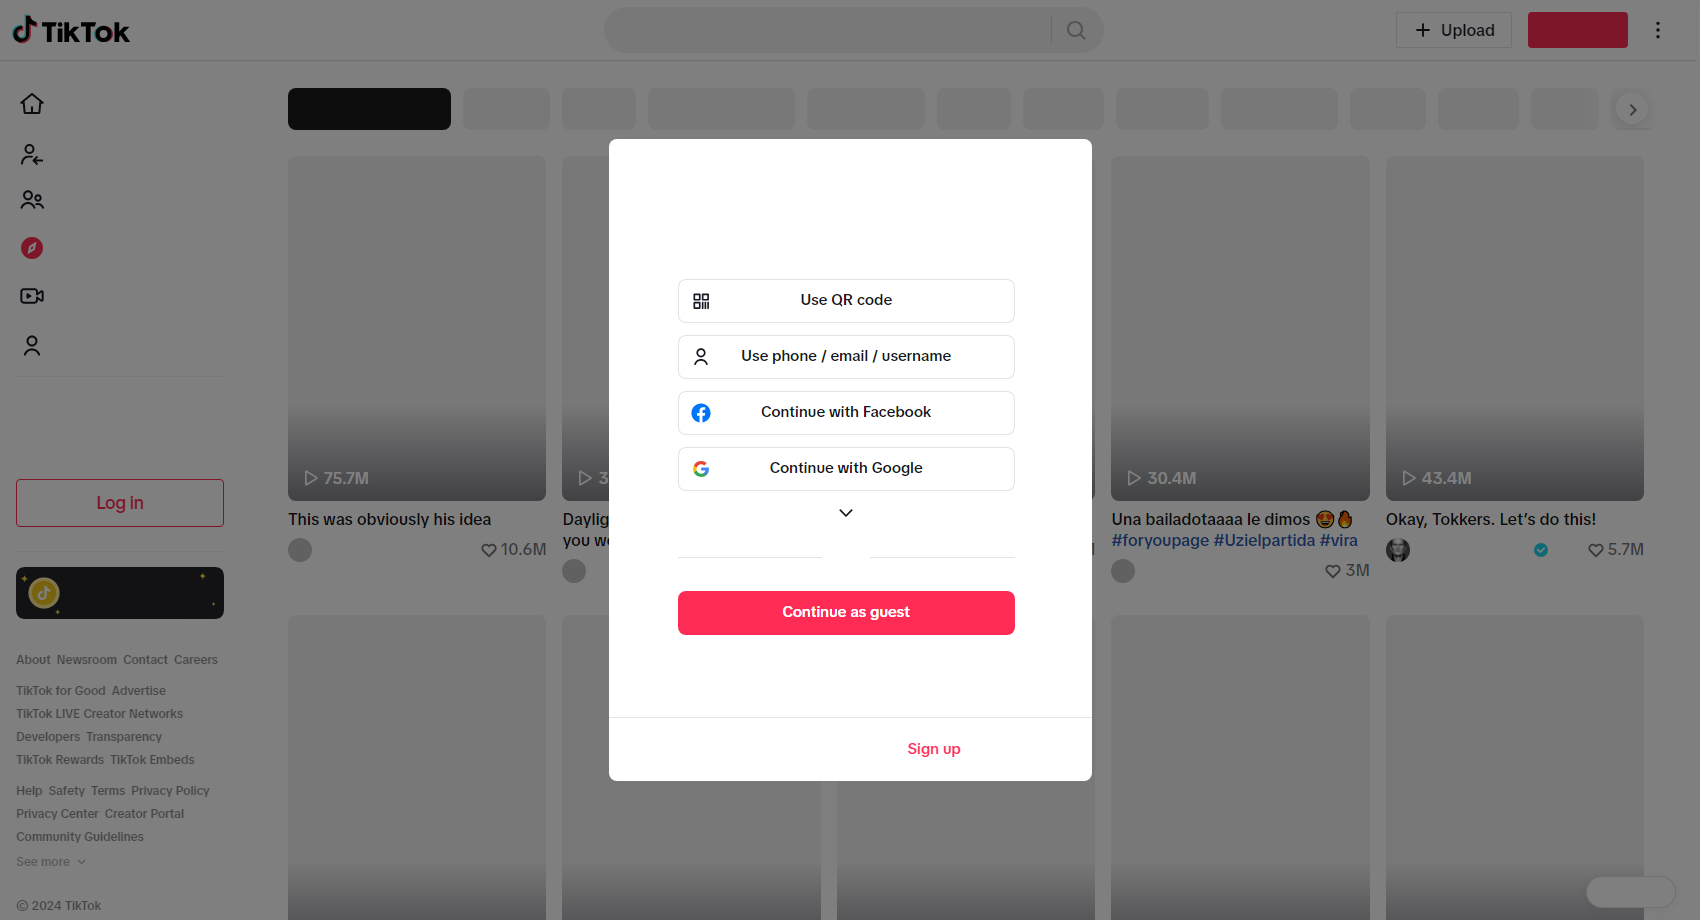 TikTok
Upload
Log in
About Newsroom Contact Careers
TikTok for Good Advertise
TikTok LIVE Creator Networks
Developers Transparency
TikTok Rewards TikTok Embeds
Help Safety Terms Privacy Policy
Privacy Center Creator Portal
Community Guidelines
See more
© 2024 TikTok
75.7M
This was obviously his idea
10.6M
30.4M
Una bailadotaaaa le dimos 😍🔥
#foryoupage #Uzielpartida #vira
3M
43.4M
Okay, Tokkers. Let’s do this!
5.7M
Use QR code
Use phone / email / username
Continue with Facebook
Continue with Google
Continue as guest
Sign up